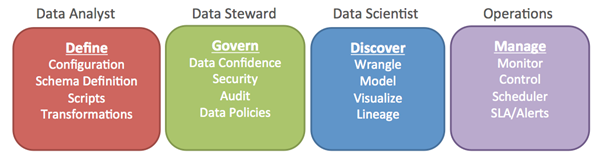 Data Analyst
Data Steward
Data Scientist
Operations
Define
Configuration
Schema Definition
Scripts
Transformations
Govern
Data Confidence
Security
Audit
Data Policies
Discover
Wrangle
Model
Visualize
Lineage
Manage
Monitor
Control
Scheduler
SLA/Alerts